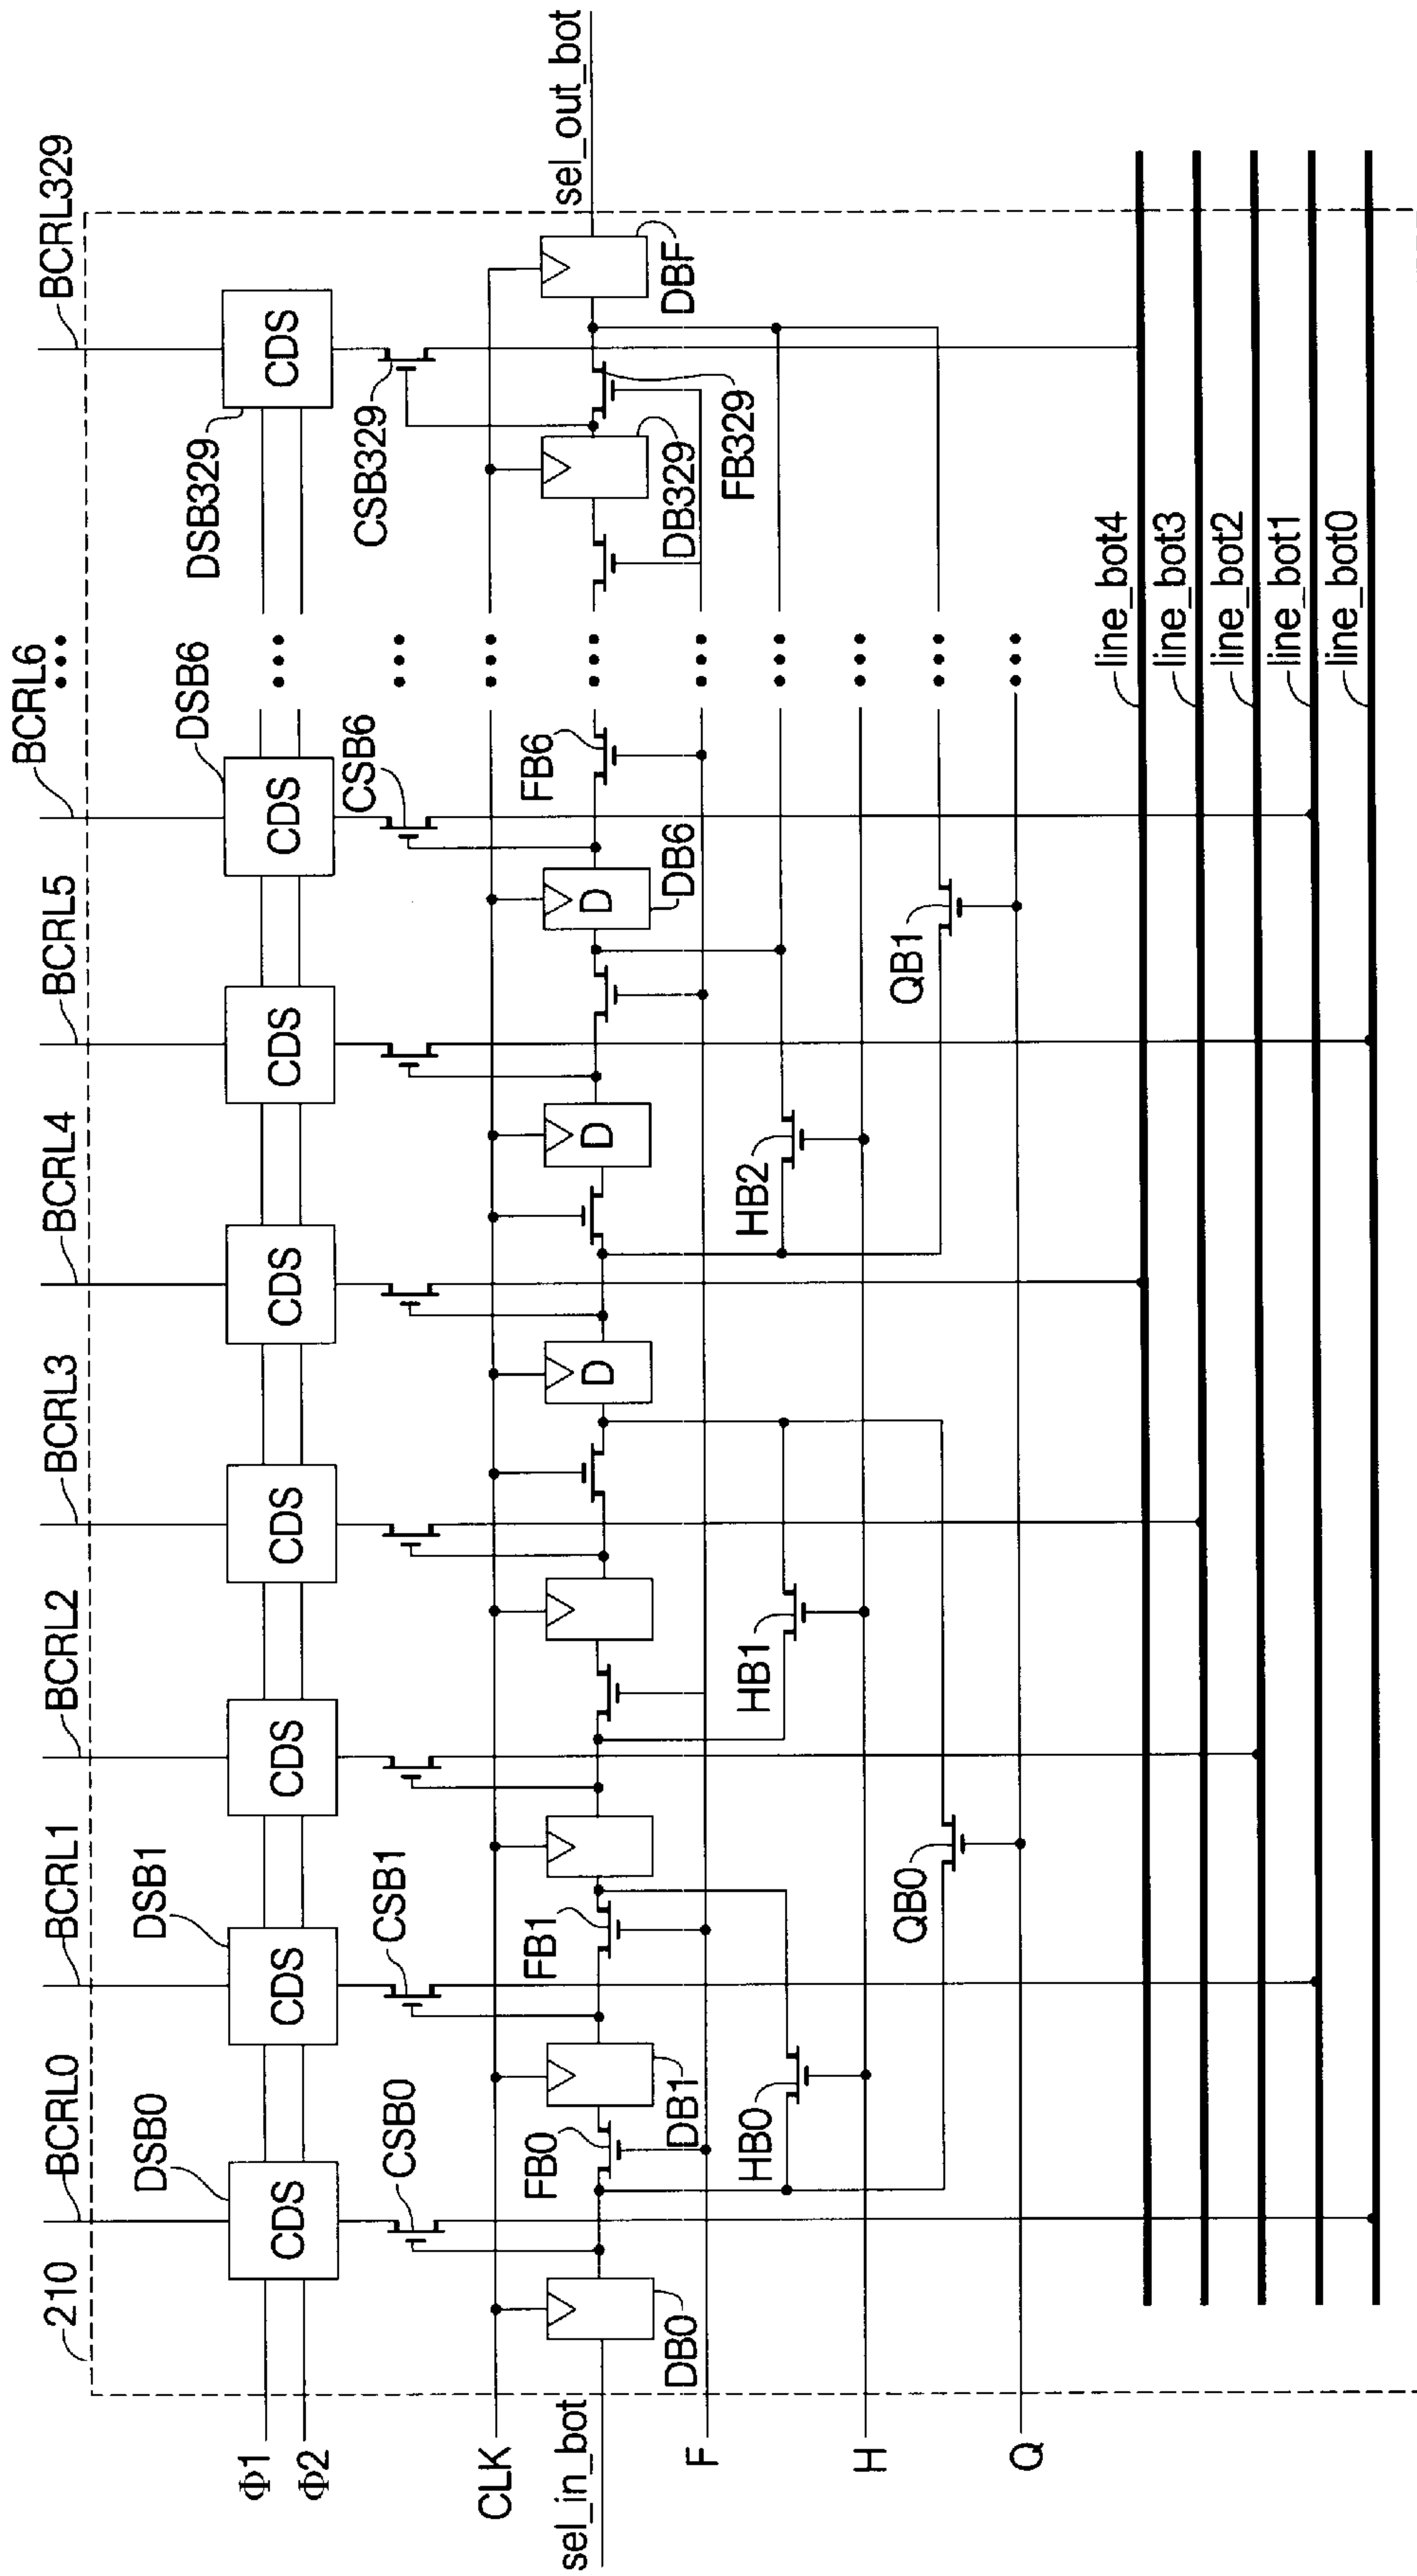 210
BCRL0
BCRL1
BCRL2
BCRL3
BCRL4
BCRL5
BCRL6
BCRL329
DSB0
DSB1
DSB6
DSB329
Φ1
Φ2
CDS
CDS
CDS
CDS
CDS
CDS
CDS
CDS
CSB0
CSB1
CSB6
CSB329
CLK
sel_in_bot
sel_out_bot
FB0
FB1
FB6
D
D
D
DB0
DB1
DB6
DB329
FB329
DBF
F
HB0
HB1
HB2
H
QB0
QB1
Q
line_bot4
line_bot3
line_bot2
line_bot1
line_bot0